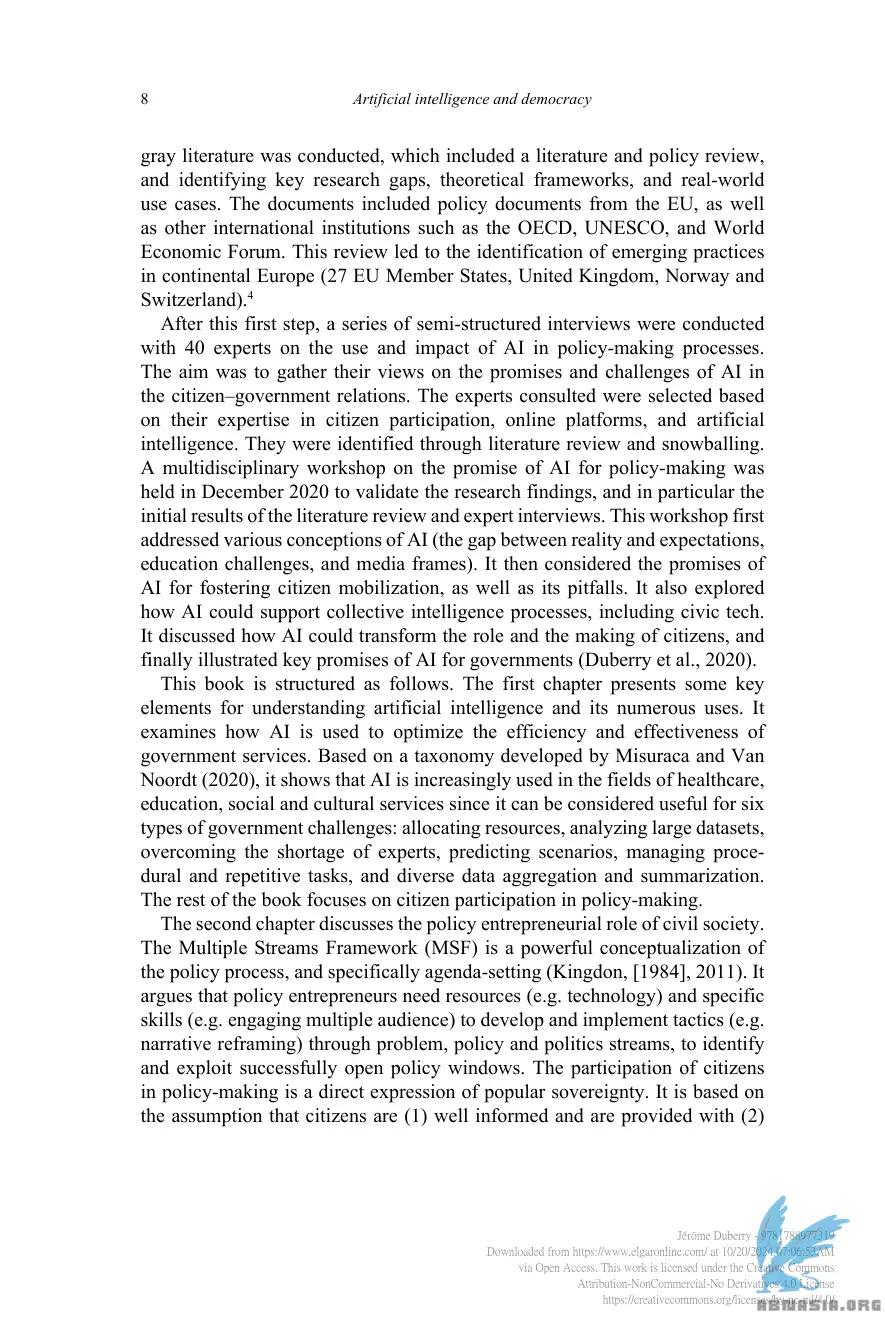 8
Artificial intelligence and democracy
gray literature was conducted, which included a literature and policy review,
and identifying key research gaps, theoretical frameworks, and real-world
use cases. The documents included policy documents from the EU, as well
as other international institutions such as the OECD, UNESCO, and World
Economic Forum. This review led to the identification of emerging practices
in continental Europe (27 EU Member States, United Kingdom, Norway and
Switzerland).4
After this first step, a series of semi-structured interviews were conducted
with 40 experts on the use and impact of AI in policy-making processes.
The aim was to gather their views on the promises and challenges of AI in
the citizen–government relations. The experts consulted were selected based
on their expertise in citizen participation, online platforms, and artificial
intelligence. They were identified through literature review and snowballing.
A multidisciplinary workshop on the promise of AI for policy-making was
held in December 2020 to validate the research findings, and in particular the
initial results of the literature review and expert interviews. This workshop first
addressed various conceptions of AI (the gap between reality and expectations,
education challenges, and media frames). It then considered the promises of
AI for fostering citizen mobilization, as well as its pitfalls. It also explored
how AI could support collective intelligence processes, including civic tech.
It discussed how AI could transform the role and the making of citizens, and
finally illustrated key promises of AI for governments (Duberry et al., 2020).
This book is structured as follows. The first chapter presents some key
elements for understanding artificial intelligence and its numerous uses. It
examines how AI is used to optimize the efficiency and effectiveness of
government services. Based on a taxonomy developed by Misuraca and Van
Noordt (2020), it shows that AI is increasingly used in the fields of healthcare,
education, social and cultural services since it can be considered useful for six
types of government challenges: allocating resources, analyzing large datasets,
overcoming the shortage of experts, predicting scenarios, managing proce-
dural and repetitive tasks, and diverse data aggregation and summarization.
The rest of the book focuses on citizen participation in policy-making.
The second chapter discusses the policy entrepreneurial role of civil society.
The Multiple Streams Framework (MSF) is a powerful conceptualization of
the policy process, and specifically agenda-setting (Kingdon, [1984], 2011). It
argues that policy entrepreneurs need resources (e.g. technology) and specific
skills (e.g. engaging multiple audience) to develop and implement tactics (e.g.
narrative reframing) through problem, policy and politics streams, to identify
and exploit successfully open policy windows. The participation of citizens
in policy-making is a direct expression of popular sovereignty. It is based on
the assumption that citizens are (1) well informed and are provided with (2)
Jérôme Duberry - 9781788977319
Downloaded from https://www.elgaronline.com/ at 10/20/2024 07:06:53AM
via Open Access. This work is licensed under the Creative Commons
Attribution-NonCommercial-No Derivatives 4.0 License
https://creativecommons.org/licenses/by-nc-nd/4.0/
ABTWASIA.ORG